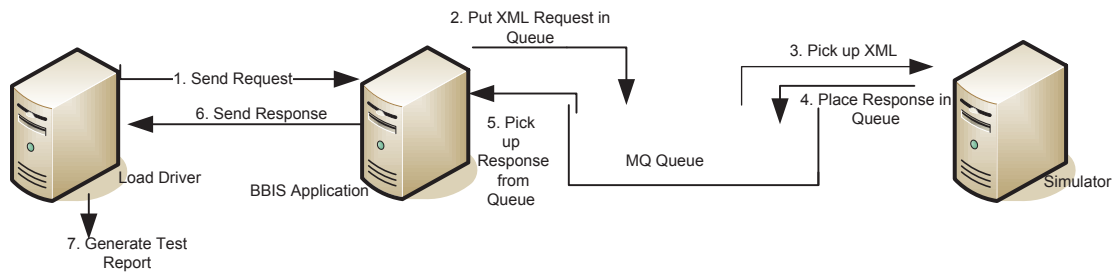 1. Send Request
2. Put XML Request in
Queue
3. Pick up XML
4. Place Response in
Queue
5. Pick
up
Response
from
Queue
6. Send Response
MQ Queue
Load Driver
BBIS Application
Simulator
7. Generate Test
Report